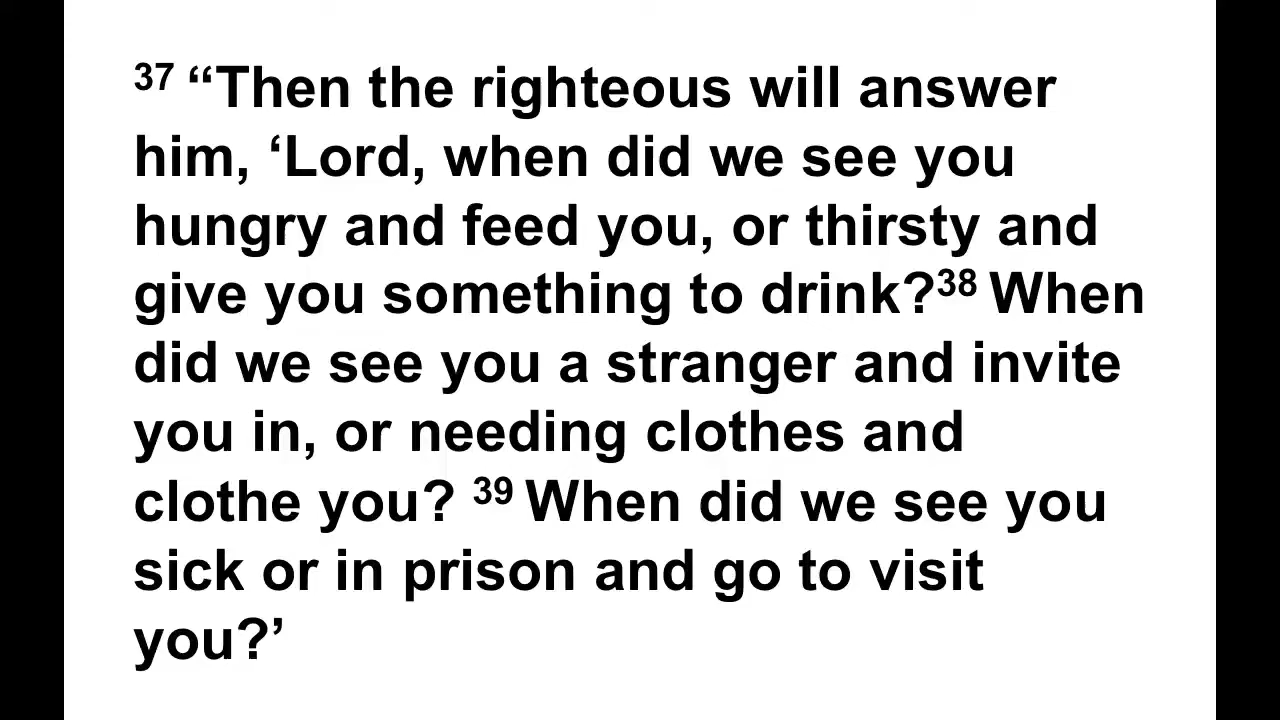 37 “Then the righteous will answer
him, ‘Lord, when did we see you
hungry and feed you, or thirsty and
give you something to drink?38 When
did we see you a stranger and invite
you in, or needing clothes and
clothe you? 39 When did we see you
sick or in prison and go to visit
you?’